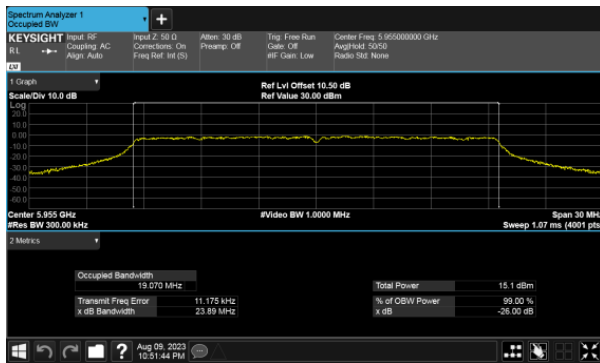 Spectrum Analyzer 1
Occupied BW
KEYSIGHT
RL
Input: RF
Coupling: AC
Align: Auto
Input Z: 50 Ω
Corrections: On
Freq Ref: Int (S)
Atten: 30 dB
Preamp: Off
Trig: Free Run
Gate: Off
#IF Gain: Low
Center Freq: 5.955000000 GHz
Avg|Hold: 50/50
Radio Std: None
LXI
1 Graph
Scale/Div 10.0 dB
Ref Lvl Offset 10.50 dB
Ref Value 30.00 dBm
Log
20.0
10.0
0.00
-10.0
-20.0
-30.0
-40.0
-50.0
-60.0
Center 5.955 GHz
#Res BW 300.00 kHz
#Video BW 1.0000 MHz
Span 30 MHz
Sweep 1.07 ms (4001 pts)
2 Metrics
Occupied Bandwidth
19.070 MHz
Total Power 15.1 dBm
Transmit Freq Error 11.175 kHz
% of OBW Power 99.00 %
x dB Bandwidth 23.89 MHz
x dB -26.00 dB
?
Aug 09, 2023
10:51:44 PM